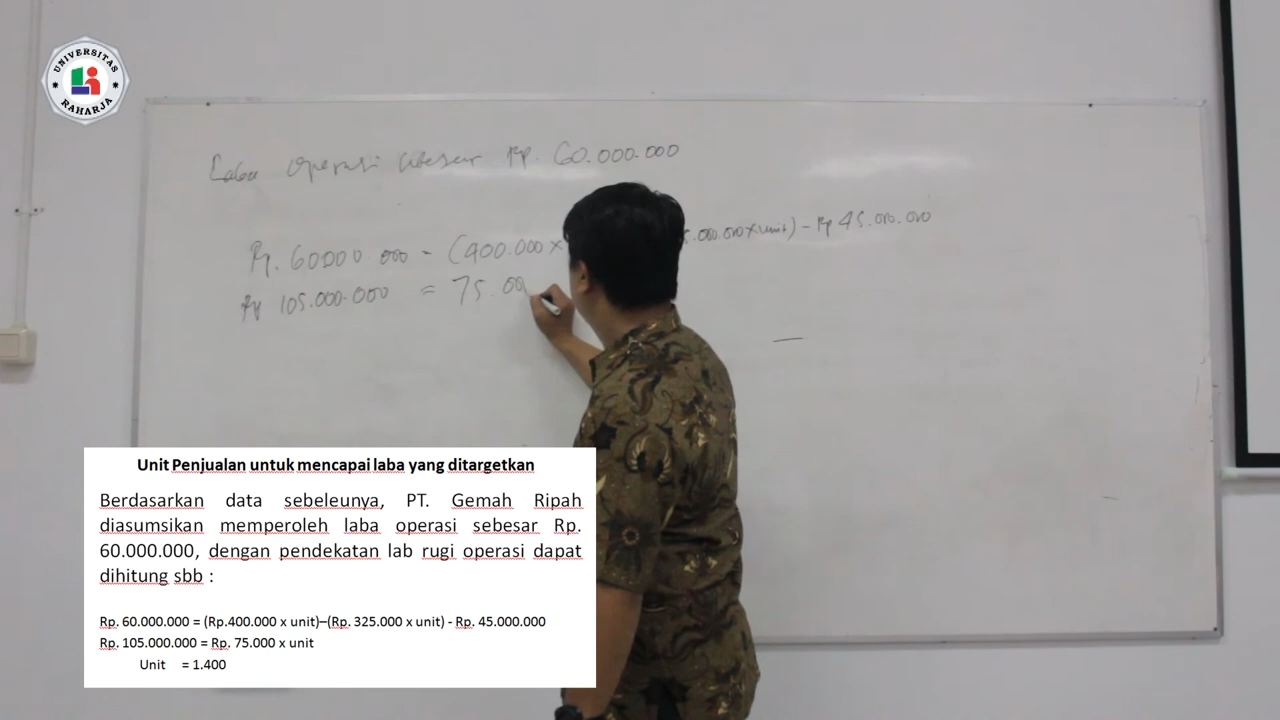 UNIVERSITAS
RAHARJA
Laba Operasi sebesar Rp. 60.000.000
Rp. 60.000 000 = (400.000 x 5.000.000 x unit) - Rp 45.000.000
Rp 105.000.000 = 75.00
Unit Penjualan untuk mencapai laba yang ditargetkan
Berdasarkan data sebeleunya, PT. Gemah Ripah
diasumsikan memperoleh laba operasi sebesar Rp.
60.000.000, dengan pendekatan lab rugi operasi dapat
dihitung sbb :
Rp. 60.000.000 = (Rp.400.000 x unit)–(Rp. 325.000 x unit) - Rp. 45.000.000
Rp. 105.000.000 = Rp. 75.000 x unit
Unit = 1.400